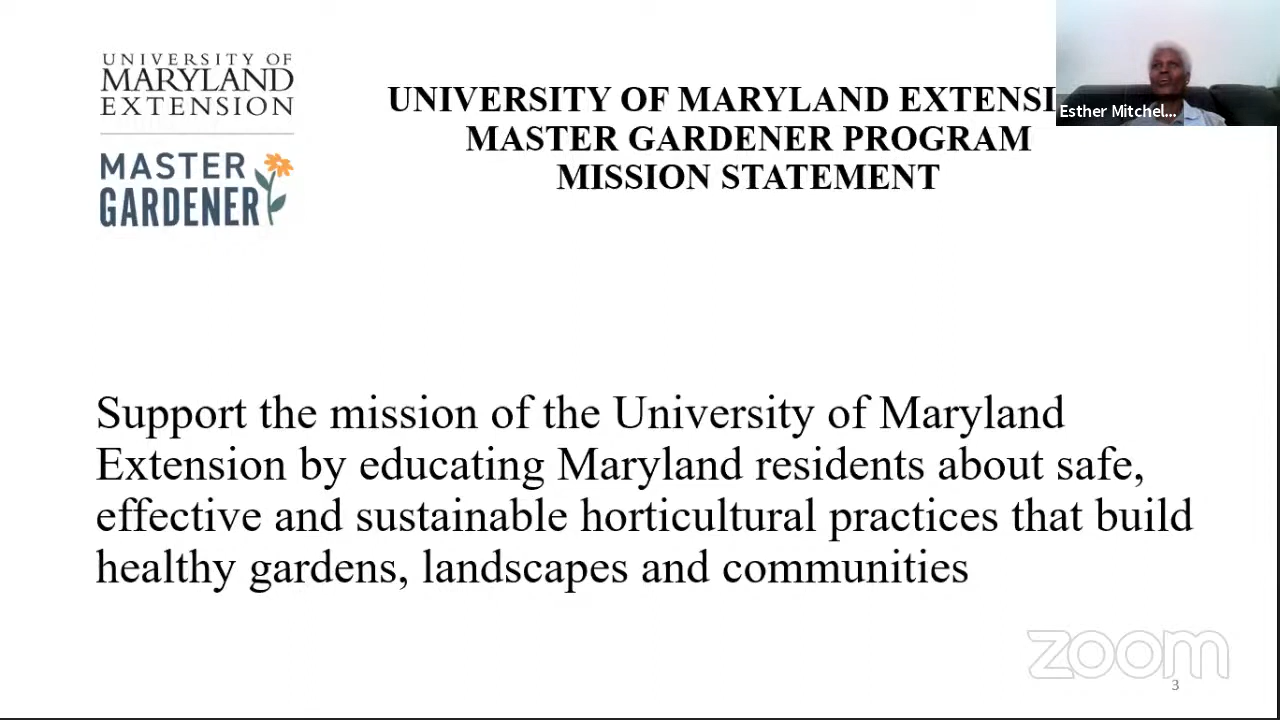 UNIVERSITY OF
MARYLAND
EXTENSION
MASTER
GARDENER
UNIVERSITY OF MARYLAND EXTENSI
MASTER GARDENER PROGRAM
MISSION STATEMENT
Esther Mitchel...
Support the mission of the University of Maryland
Extension by educating Maryland residents about safe,
effective and sustainable horticultural practices that build
healthy gardens, landscapes and communities
zoom
3